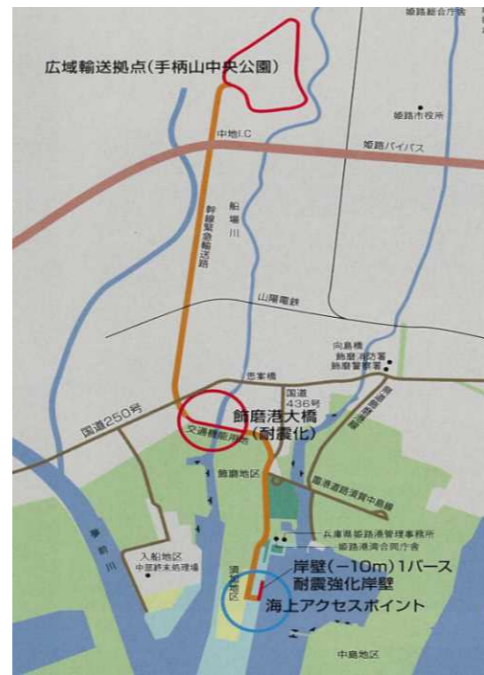 姫路総合庁舎
広域輸送拠点(手柄山中央公園)
姫路市役所
中地I.C
姫路バイパス
船場川
幹線緊急輸送路
山陽電鉄
向島橋
飾磨消防署
飾磨警察署
恵美橋
国道
436号
国道250号
飾磨港大橋
(耐震化)
交通機能用地
飾磨地区
国港道路須賀中島線
夢前川
兵庫県姫路港管理事務所
姫路港湾合同庁舎
入船地区
中部終末処理場
須加地区
岸壁(-10m)1バース
耐震強化岸壁
海上アクセスポイント
中島地区